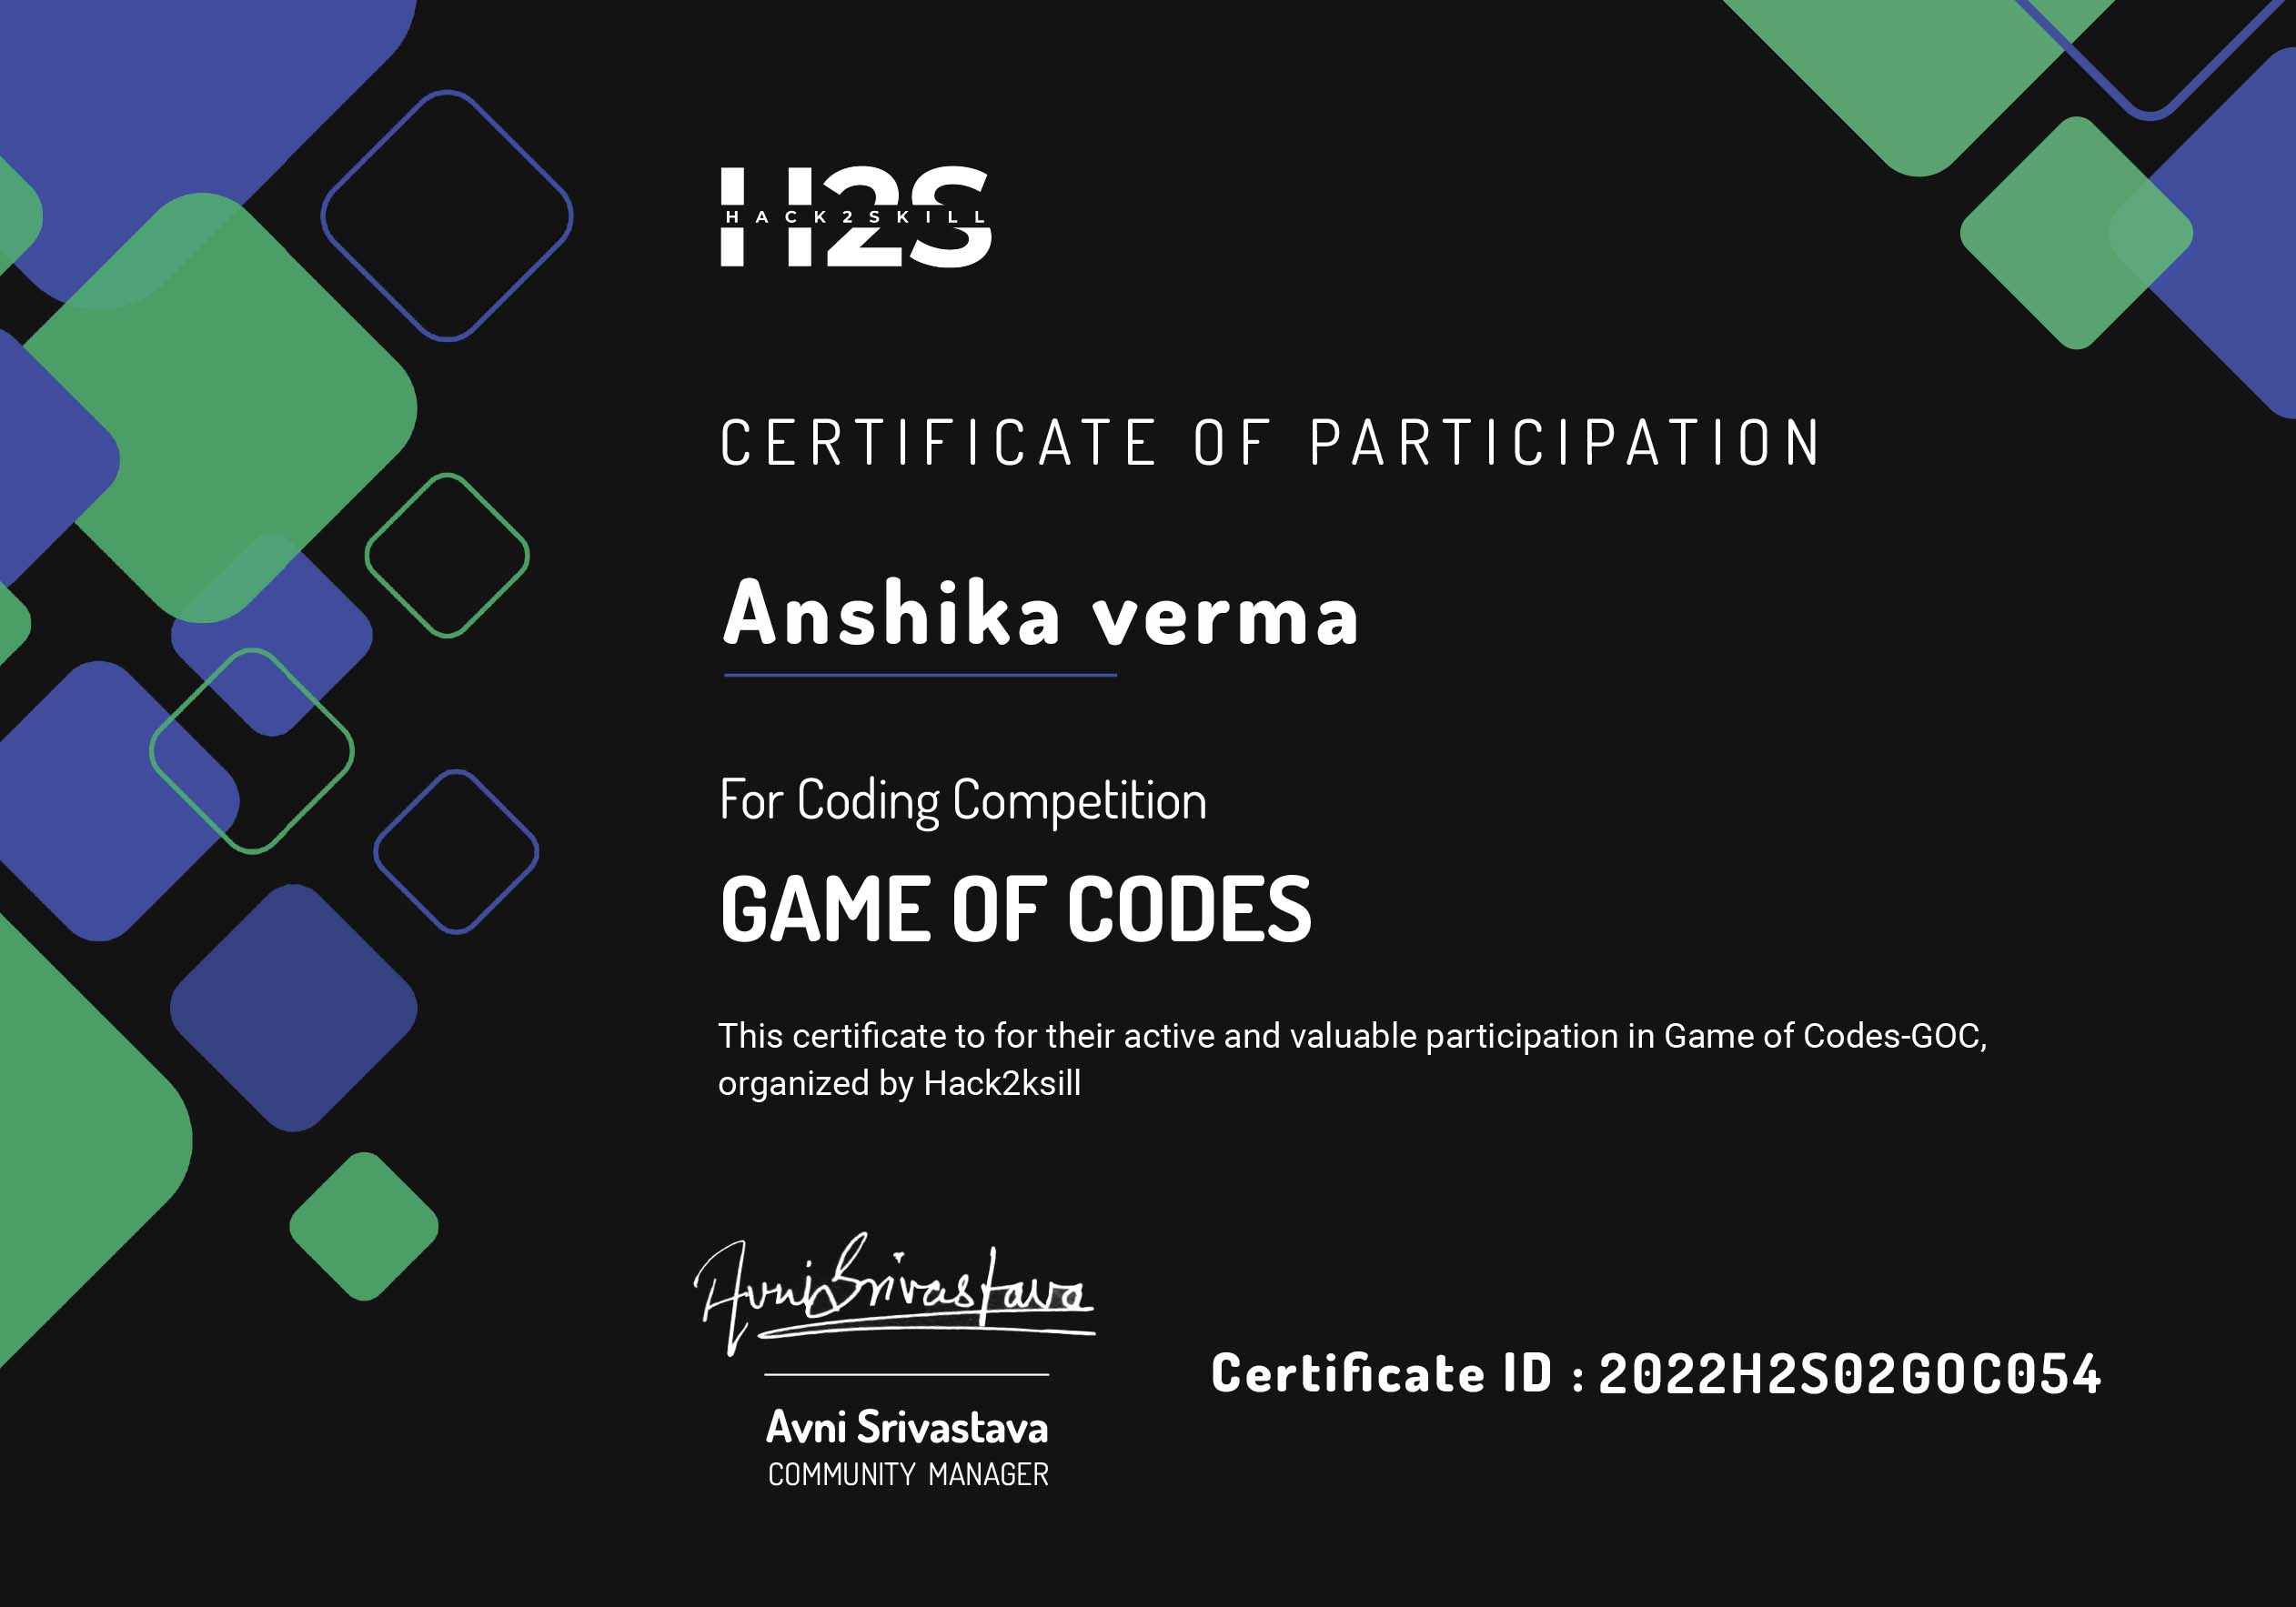 H2S
HACK2SKILL
CERTIFICATE OF PARTICIPATION
Anshika verma
For Coding Competition
GAME OF CODES
This certificate to for their active and valuable participation in Game of Codes-GOC,
organized by Hack2ksill
Avni Srivastava
Avni Srivastava
COMMUNITY MANAGER
Certificate ID : 2022H2S02GOC054